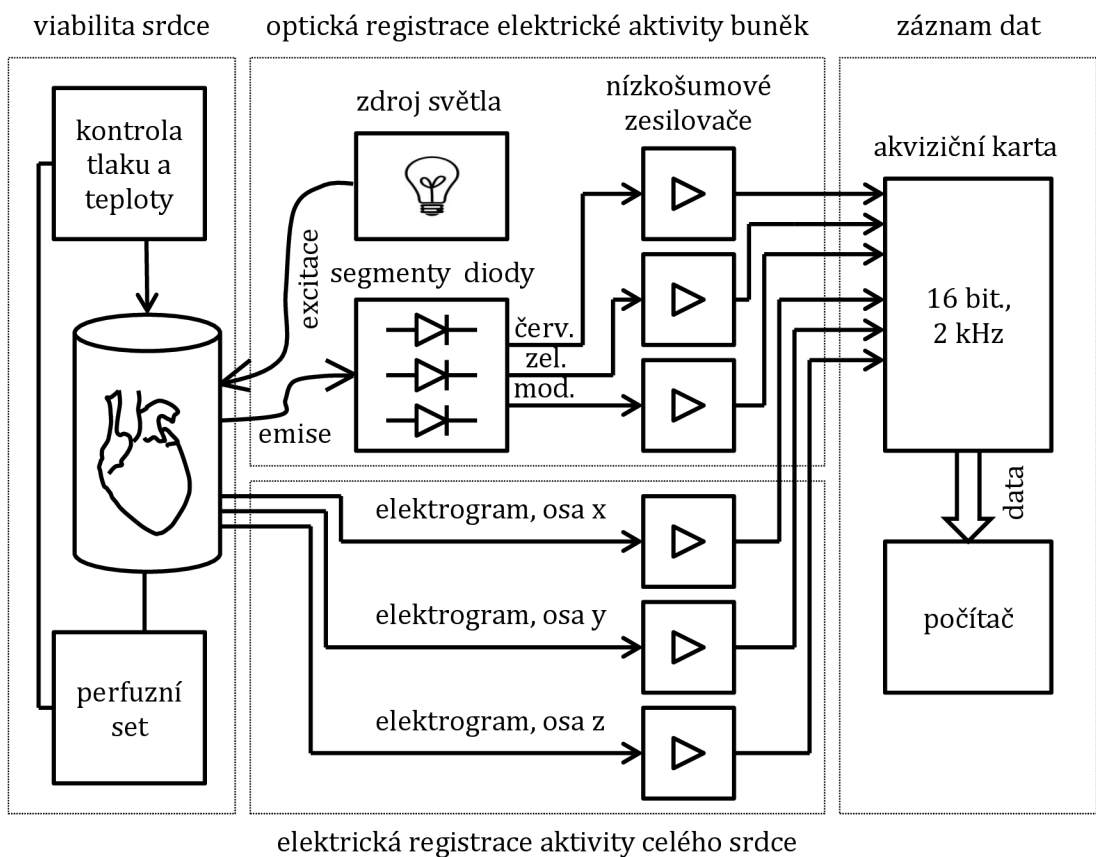 viabilita srdce
optická registrace elektrické aktivity buněk
záznam dat
kontrola
tlaku a
teploty
perfuzní
set
zdroj světla
excitace
segmenty diody
červ.
zel.
mod.
emise
nízkošumové
zesilovače
elektrogram, osa x
elektrogram, osa y
elektrogram, osa z
akviziční karta
16 bit.,
2 kHz
data
počítač
elektrická registrace aktivity celého srdce